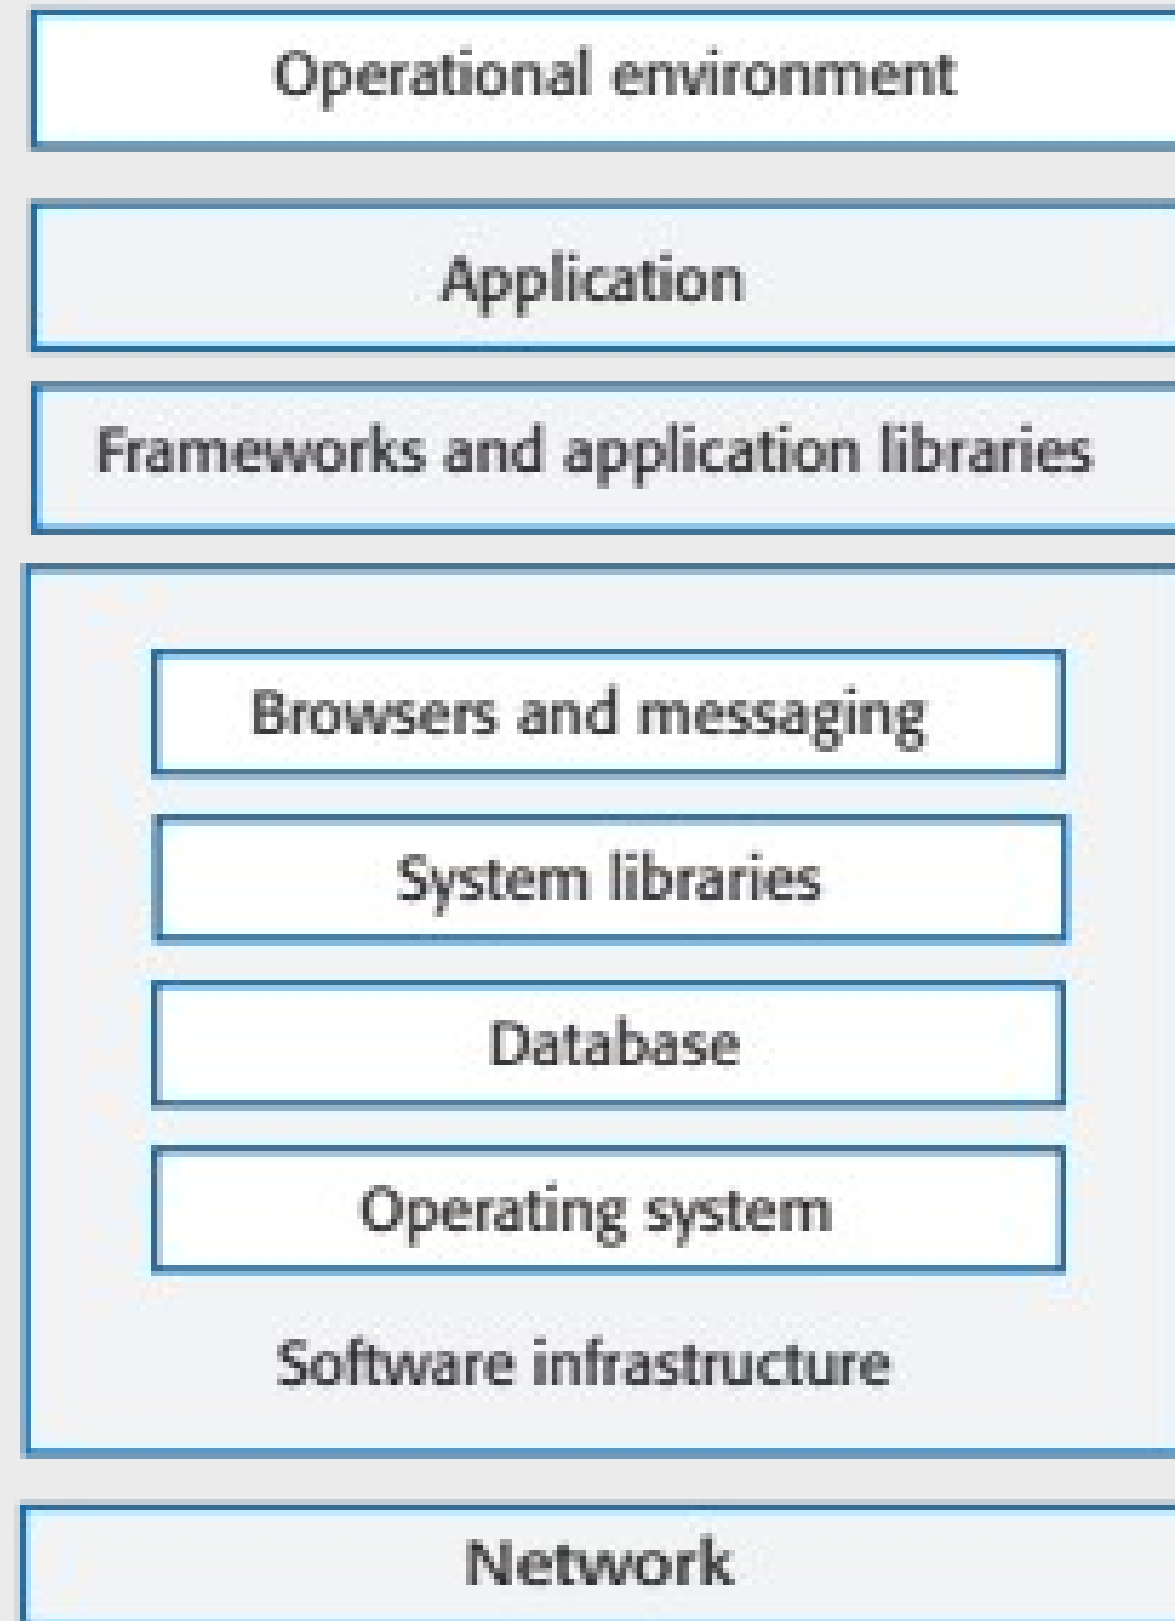 Operational environment
Application
Frameworks and application libraries
Browsers and messaging
System libraries
Database
Operating system
Software infrastructure
Network